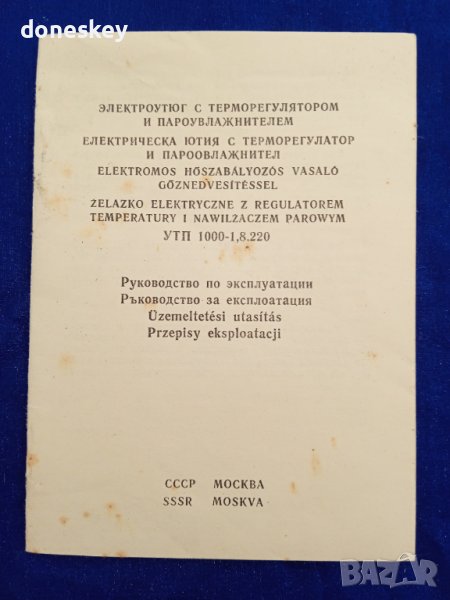 doneskey
ЭЛЕКТРОУТЮГ С ТЕРМОРЕГУЛЯТОРОМ
И ПАРОУВЛАЖНИТЕЛЕМ
ЕЛЕКТРИЧЕСКА ЮТИЯ С ТЕРМОРЕГУЛАТОР
И ПАРООВЛАЖНИТЕЛ
ELEKTROMOS HŐSZABÁLYOZÓS VASALÓ
GŐZNEDVESÍTÉSSEL
ŻELAZKO ELEKTRYCZNE Z REGULATOREM
TEMPERATURY I NAWILŻACZEM PAROWYM
УТП 1000-1,8.220
Руководство по эксплуатации
Ръководство за експлоатация
Üzemeltetési utasítás
Przepisy eksploatacji
СССР МОСКВА
SSSR MOSKVA
BAZAR